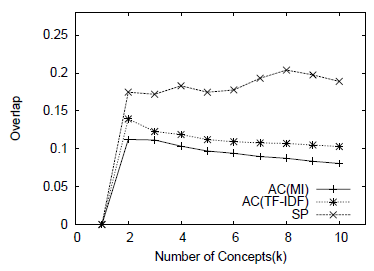 0.25
0.2
0.15
0.1
0.05
0
Overlap
AC(MI)
AC(TF-IDF)
SP
0 2 4 6 8 10
Number of Concepts(k)